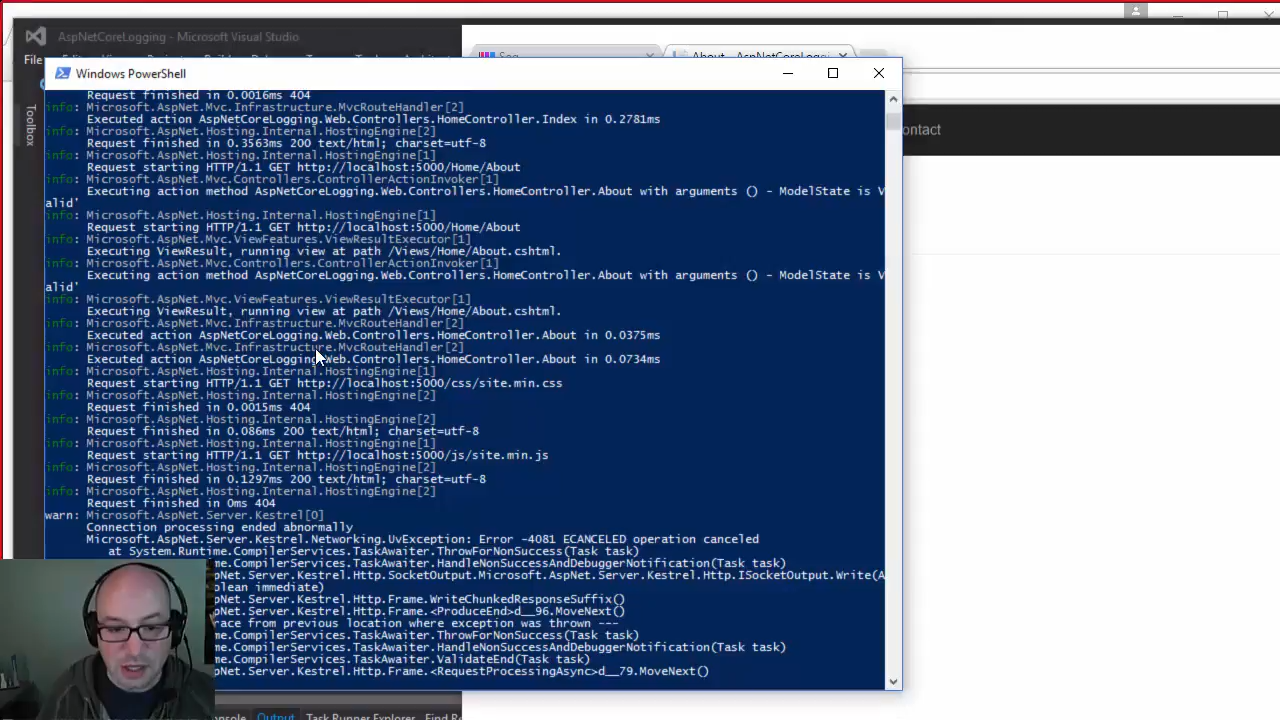 AspNetCoreLogging - Microsoft Visual Studio
File
Toolbox
Seq
About - AspNetCoreLoggi
ontact
Windows PowerShell
Request finished in 0.0016ms 404
info: Microsoft.AspNet.Mvc.Infrastructure.MvcRouteHandler[2]
Executed action AspNetCoreLogging.Web.Controllers.HomeController.Index in 0.2781ms
info: Microsoft.AspNet.Hosting.Internal.HostingEngine[2]
Request finished in 0.3563ms 200 text/html; charset=utf-8
info: Microsoft.AspNet.Hosting.Internal.HostingEngine[1]
Request starting HTTP/1.1 GET http://localhost:5000/Home/About
info: Microsoft.AspNet.Mvc.Controllers.ControllerActionInvoker[1]
Executing action method AspNetCoreLogging.Web.Controllers.HomeController.About with arguments () - ModelState is V
alid'
info: Microsoft.AspNet.Hosting.Internal.HostingEngine[1]
Request starting HTTP/1.1 GET http://localhost:5000/Home/About
info: Microsoft.AspNet.Mvc.ViewFeatures.ViewResultExecutor[1]
Executing ViewResult, running view at path /Views/Home/About.cshtml.
info: Microsoft.AspNet.Mvc.Controllers.ControllerActionInvoker[1]
Executing action method AspNetCoreLogging.Web.Controllers.HomeController.About with arguments () - ModelState is V
alid'
info: Microsoft.AspNet.Mvc.ViewFeatures.ViewResultExecutor[1]
Executing ViewResult, running view at path /Views/Home/About.cshtml.
info: Microsoft.AspNet.Mvc.Infrastructure.MvcRouteHandler[2]
Executed action AspNetCoreLogging.Web.Controllers.HomeController.About in 0.0375ms
info: Microsoft.AspNet.Mvc.Infrastructure.MvcRouteHandler[2]
Executed action AspNetCoreLogging.Web.Controllers.HomeController.About in 0.0734ms
info: Microsoft.AspNet.Hosting.Internal.HostingEngine[1]
Request starting HTTP/1.1 GET http://localhost:5000/css/site.min.css
info: Microsoft.AspNet.Hosting.Internal.HostingEngine[2]
Request finished in 0.0015ms 404
info: Microsoft.AspNet.Hosting.Internal.HostingEngine[2]
Request finished in 0.086ms 200 text/html; charset=utf-8
info: Microsoft.AspNet.Hosting.Internal.HostingEngine[1]
Request starting HTTP/1.1 GET http://localhost:5000/js/site.min.js
info: Microsoft.AspNet.Hosting.Internal.HostingEngine[2]
Request finished in 0.1297ms 200 text/html; charset=utf-8
info: Microsoft.AspNet.Hosting.Internal.HostingEngine[2]
Request finished in 0ms 404
warn: Microsoft.AspNet.Server.Kestrel[0]
Connection processing ended abnormally
Microsoft.AspNet.Server.Kestrel.Networking.UvException: Error -4081 ECANCELED operation canceled
at System.Runtime.CompilerServices.TaskAwaiter.ThrowForNonSuccess(Task task)
me.CompilerServices.TaskAwaiter.HandleNonSuccessAndDebuggerNotification(Task task)
pNet.Server.Kestrel.Http.SocketOutput.Microsoft.AspNet.Server.Kestrel.Http.ISocketOutput.Write(A
olean immediate)
pNet.Server.Kestrel.Http.Frame.WriteChunkedResponseSuffix()
pNet.Server.Kestrel.Http.Frame.<ProduceEnd>d__96.MoveNext()
race from previous location where exception was thrown ---
me.CompilerServices.TaskAwaiter.ThrowForNonSuccess(Task task)
me.CompilerServices.TaskAwaiter.HandleNonSuccessAndDebuggerNotification(Task task)
me.CompilerServices.TaskAwaiter.ValidateEnd(Task task)
pNet.Server.Kestrel.Http.Frame.<RequestProcessingAsync>d__79.MoveNext()
onsole Output Task Runner Explorer Find Re